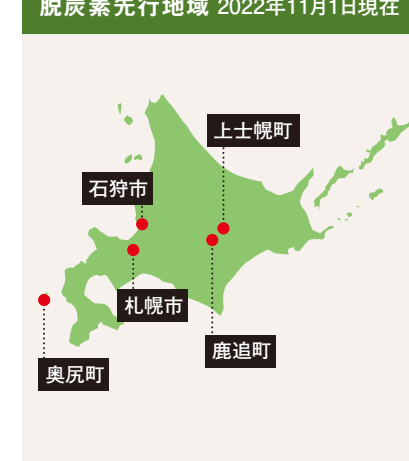 脱炭素先行地域 2022年11月1日現在
上士幌町
石狩市
札幌市
鹿追町
奥尻町